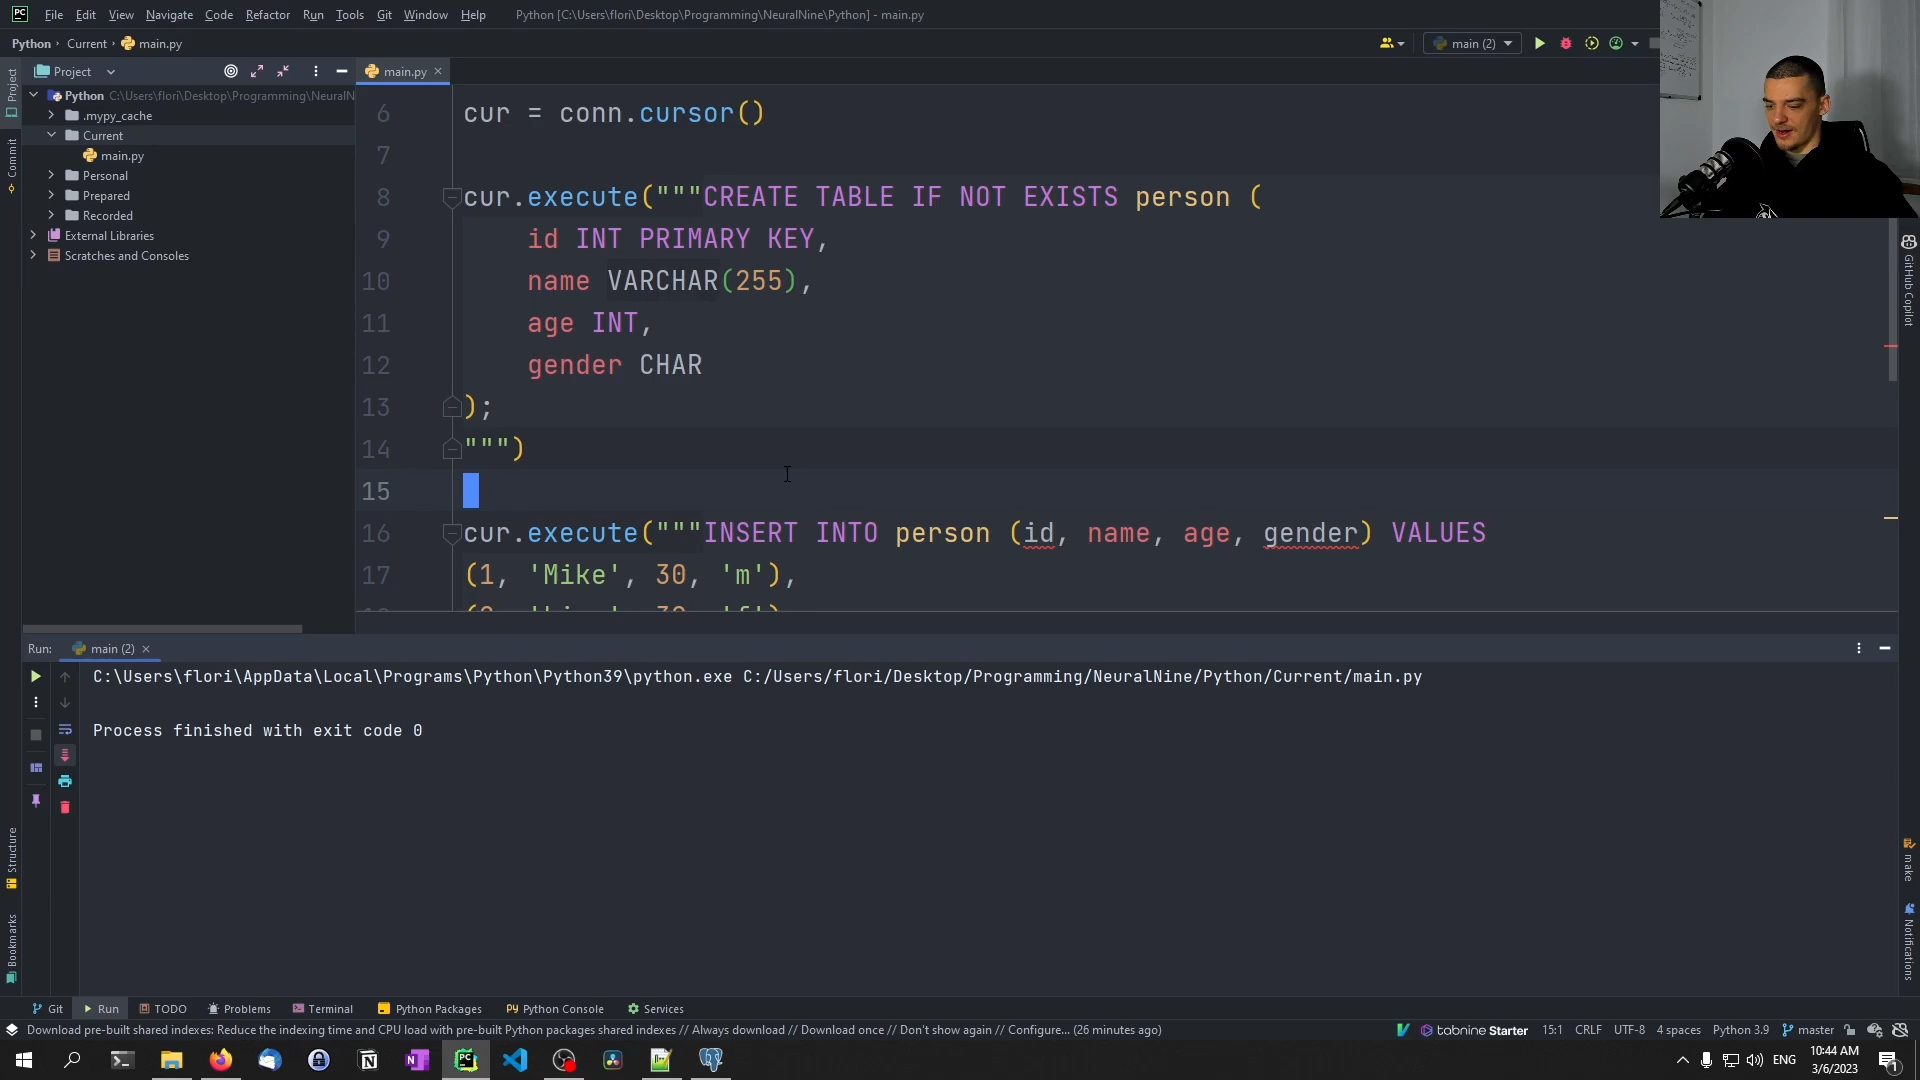 PC File Edit View Navigate Code Refactor Run Tools Git Window Help Python [C:\Users\flori\Desktop\Programming\NeuralNine\Python] - main.py
Python Current main.py main (2)
Project main.py
Project
Python C:\Users\flori\Desktop\Programming\NeuralN
.mypy_cache
Current
main.py
Personal
Prepared
Recorded
External Libraries
Scratches and Consoles
Commit
6 cur = conn.cursor()
7
8 cur.execute("""CREATE TABLE IF NOT EXISTS person (
9 id INT PRIMARY KEY,
10 name VARCHAR(255),
11 age INT,
12 gender CHAR
13 );
14 """)
15
16 cur.execute("""INSERT INTO person (id, name, age, gender) VALUES
17 (1, 'Mike', 30, 'm'),
GitHub Copilot
Run: main (2)
C:\Users\flori\AppData\Local\Programs\Python\Python39\python.exe C:/Users/flori/Desktop/Programming/NeuralNine/Python/Current/main.py
Process finished with exit code 0
Structure
Bookmarks
make
Notifications
Git Run TODO Problems Terminal Python Packages Python Console Services
Download pre-built shared indexes: Reduce the indexing time and CPU load with pre-built Python packages shared indexes // Always download // Download once // Don't show again // Configure... (26 minutes ago) tabnine Starter 15:1 CRLF UTF-8 4 spaces Python 3.9 master
ENG 10:44 AM
3/6/2023